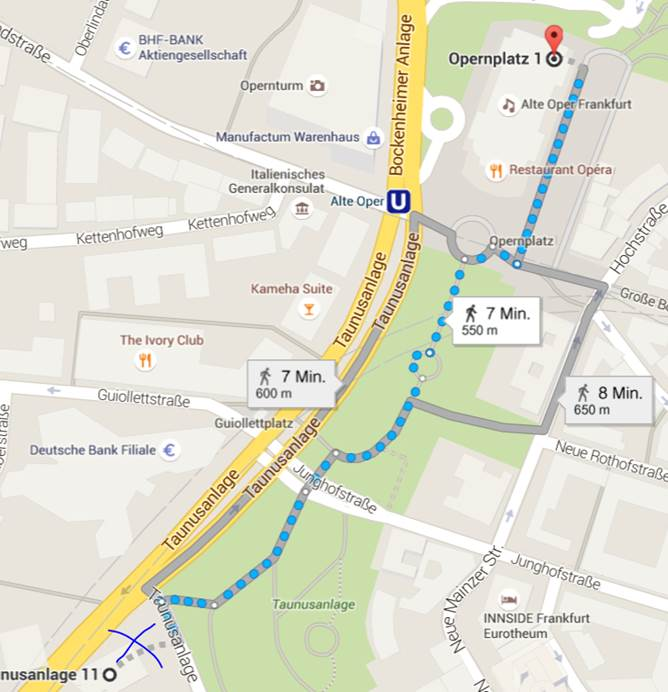 Oberlinda
ndstraße
BHF-BANK
Aktiengesellschaft
Bockenheimer Anlage
Opernplatz 1
Opernturm
Alte Oper Frankfurt
Manufactum Warenhaus
Restaurant Opéra
Italienisches
Generalkonsulat
Alte Oper
U
Kettenhofweg
Kettenhofweg
weg
Opernplatz
Hochstraße
Kameha Suite
Taunusanlage
Taunusanlage
Große Bo
7 Min.
550 m
The Ivory Club
7 Min.
600 m
8 Min.
650 m
Guiollettstraße
Guiollettplatz
Deutsche Bank Filiale
Taunusanlage
Taunusanlage
Neue Rothofstraße
Junghofstraße
Junghofstraße
Neue Mainzer Str.
Taunusanlage
Taunusanlage
INNSIDE Frankfurt
Eurotheum
nusanlage 11